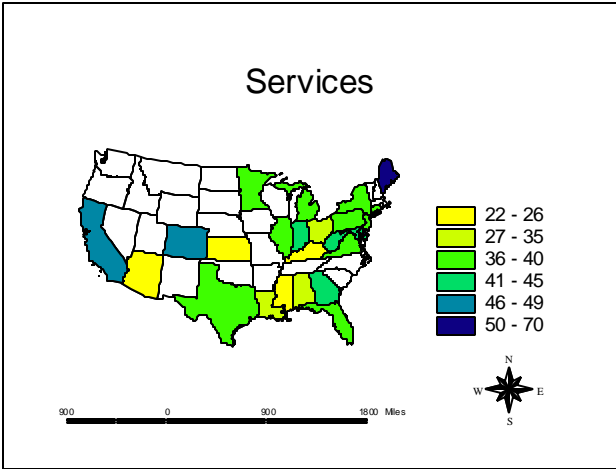 Services
22 - 26
27 - 35
36 - 40
41 - 45
46 - 49
50 - 70
N
W E
S
900 0 900 1800 Miles